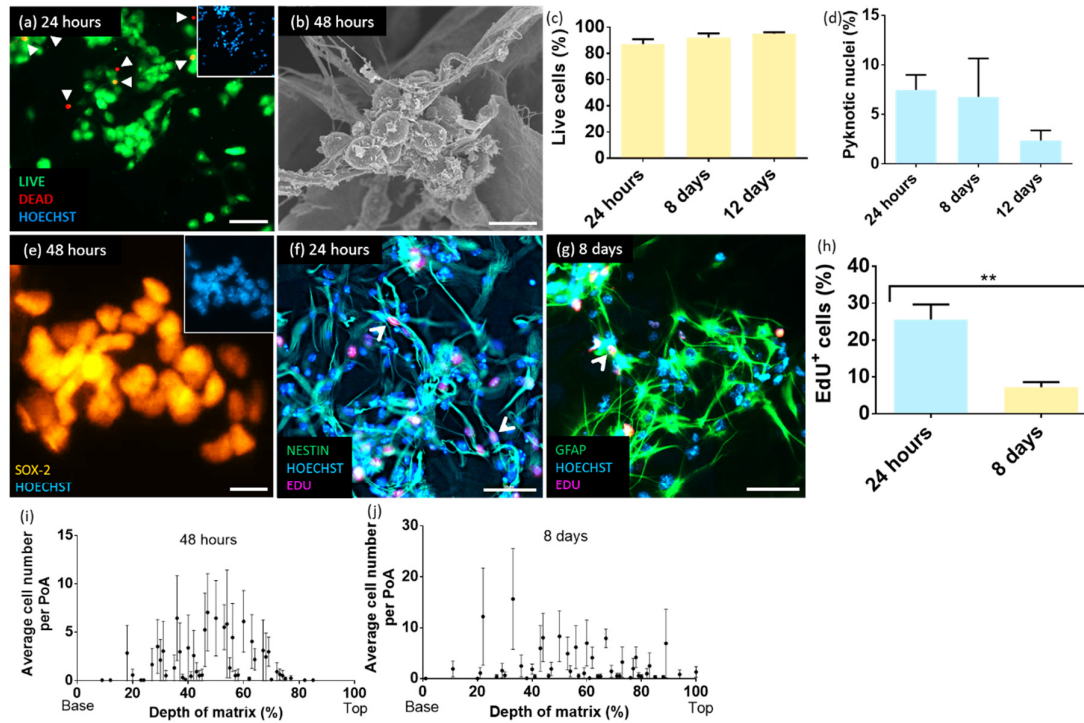 (a) 24 hours
LIVE
DEAD
HOECHST
(b) 48 hours
(c)
Live cells (%)
100
80
60
40
20
0
24 hours
8 days
12 days
(d)
Pyknotic nuclei (%)
15
10
5
0
24 hours
8 days
12 days
(e) 48 hours
SOX-2
HOECHST
(f) 24 hours
NESTIN
HOECHST
EDU
(g) 8 days
GFAP
HOECHST
EDU
(h)
EdU+ cells (%)
40
30
20
10
0
**
24 hours
8 days
(i)
48 hours
Average cell number
per PoA
15
10
5
0
0 20 40 60 80 100
Base
Depth of matrix (%)
Top
(j)
8 days
Average cell number
per PoA
30
20
10
0
0 20 40 60 80 100
Base
Depth of matrix (%)
Top